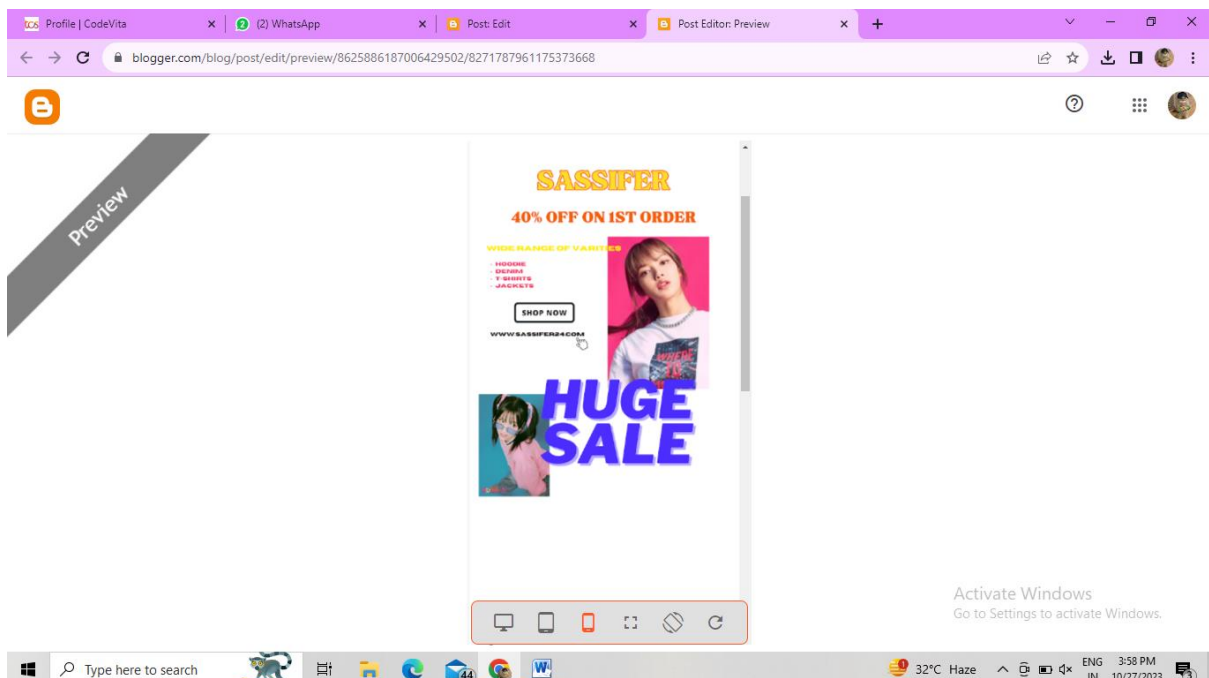 Profile | CodeVita
(2) WhatsApp
Post: Edit
Post Editor: Preview
blogger.com/blog/post/edit/preview/8625886187006429502/8271787961175373668
Preview
SASSIFER
40% OFF ON 1ST ORDER
WIDE RANGE OF VARITIES
- HOODIE
- DENIM
- T-SHIRTS
- JACKETS
SHOP NOW
WWW.SASSIFER24.COM
WHERE
HUGE
SALE
Activate Windows
Go to Settings to activate Windows.
Type here to search
44
32°C Haze
ENG
IN
3:58 PM
10/27/2023